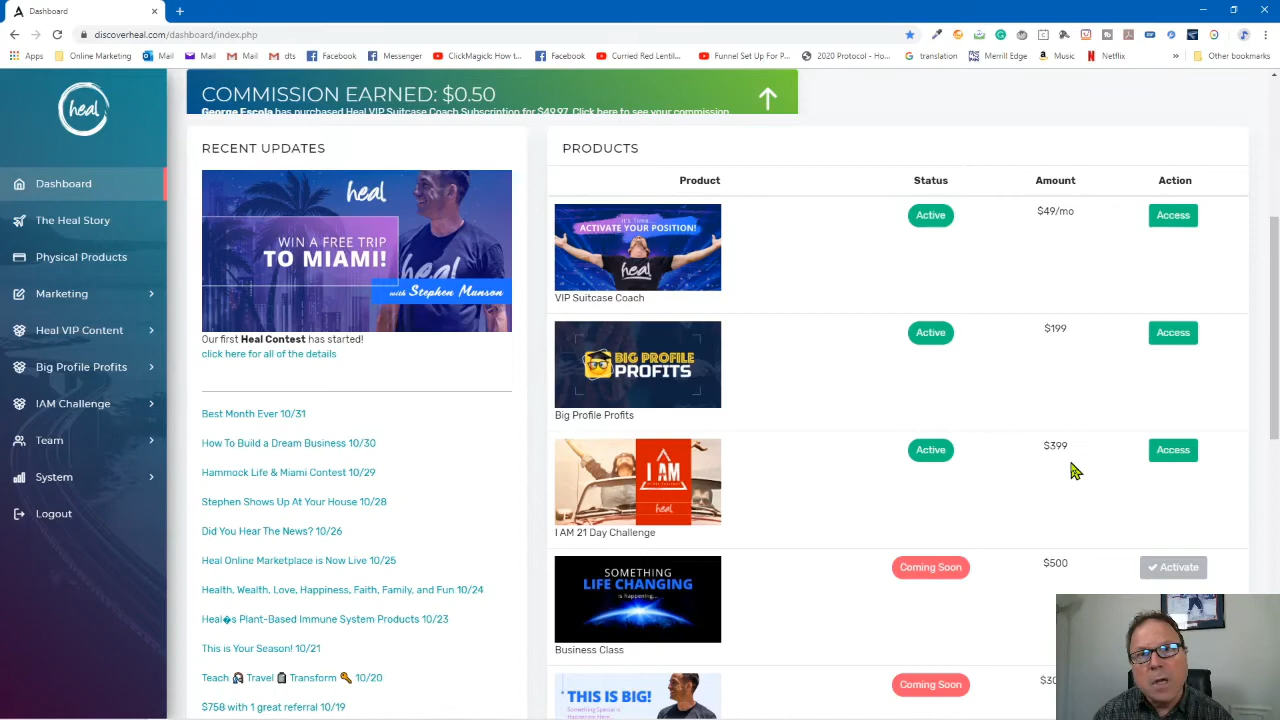 Dashboard
discoverheal.com/dashboard/index.php
Apps
Online Marketing
Mail
Mail
Mail
dts
Facebook
Messenger
ClickMagick: How t...
Facebook
Curried Red Lentil...
Funnel Set Up For P...
2020 Protocol - Ho...
translation
Merrill Edge
Music
Netflix
»
Other bookmarks
heal
Dashboard
The Heal Story
Physical Products
Marketing
Heal VIP Content
Big Profile Profits
IAM Challenge
Team
System
Logout
COMMISSION EARNED: $0.50
George Escola has purchased Heal VIP Suitcase Coach Subscription for $49.97. Click here to see your commission.
RECENT UPDATES
heal
WIN A FREE TRIP
TO MIAMI!
with Stephen Munson
heal
Our first Heal Contest has started!
click here for all of the details
Best Month Ever 10/31
How To Build a Dream Business 10/30
Hammock Life & Miami Contest 10/29
Stephen Shows Up At Your House 10/28
Did You Hear The News? 10/26
Heal Online Marketplace is Now Live 10/25
Health, Wealth, Love, Happiness, Faith, Family, and Fun 10/24
Heal�s Plant-Based Immune System Products 10/23
This is Your Season! 10/21
Teach Travel Transform 10/20
$758 with 1 great referral 10/19
PRODUCTS
Product Status Amount Action
IT'S TIME...
ACTIVATE YOUR POSITION!
heal
VIP Suitcase Coach
Active $49/mo Access
BIG PROFILE
PROFITS
Big Profile Profits
Active $199 Access
I AM
heal
I AM 21 Day Challenge
Active $399 Access
SOMETHING
LIFE CHANGING
is happening...
Business Class
Coming Soon $500 Activate
THIS IS BIG!
Something Special is
Happening Here...
Coming Soon